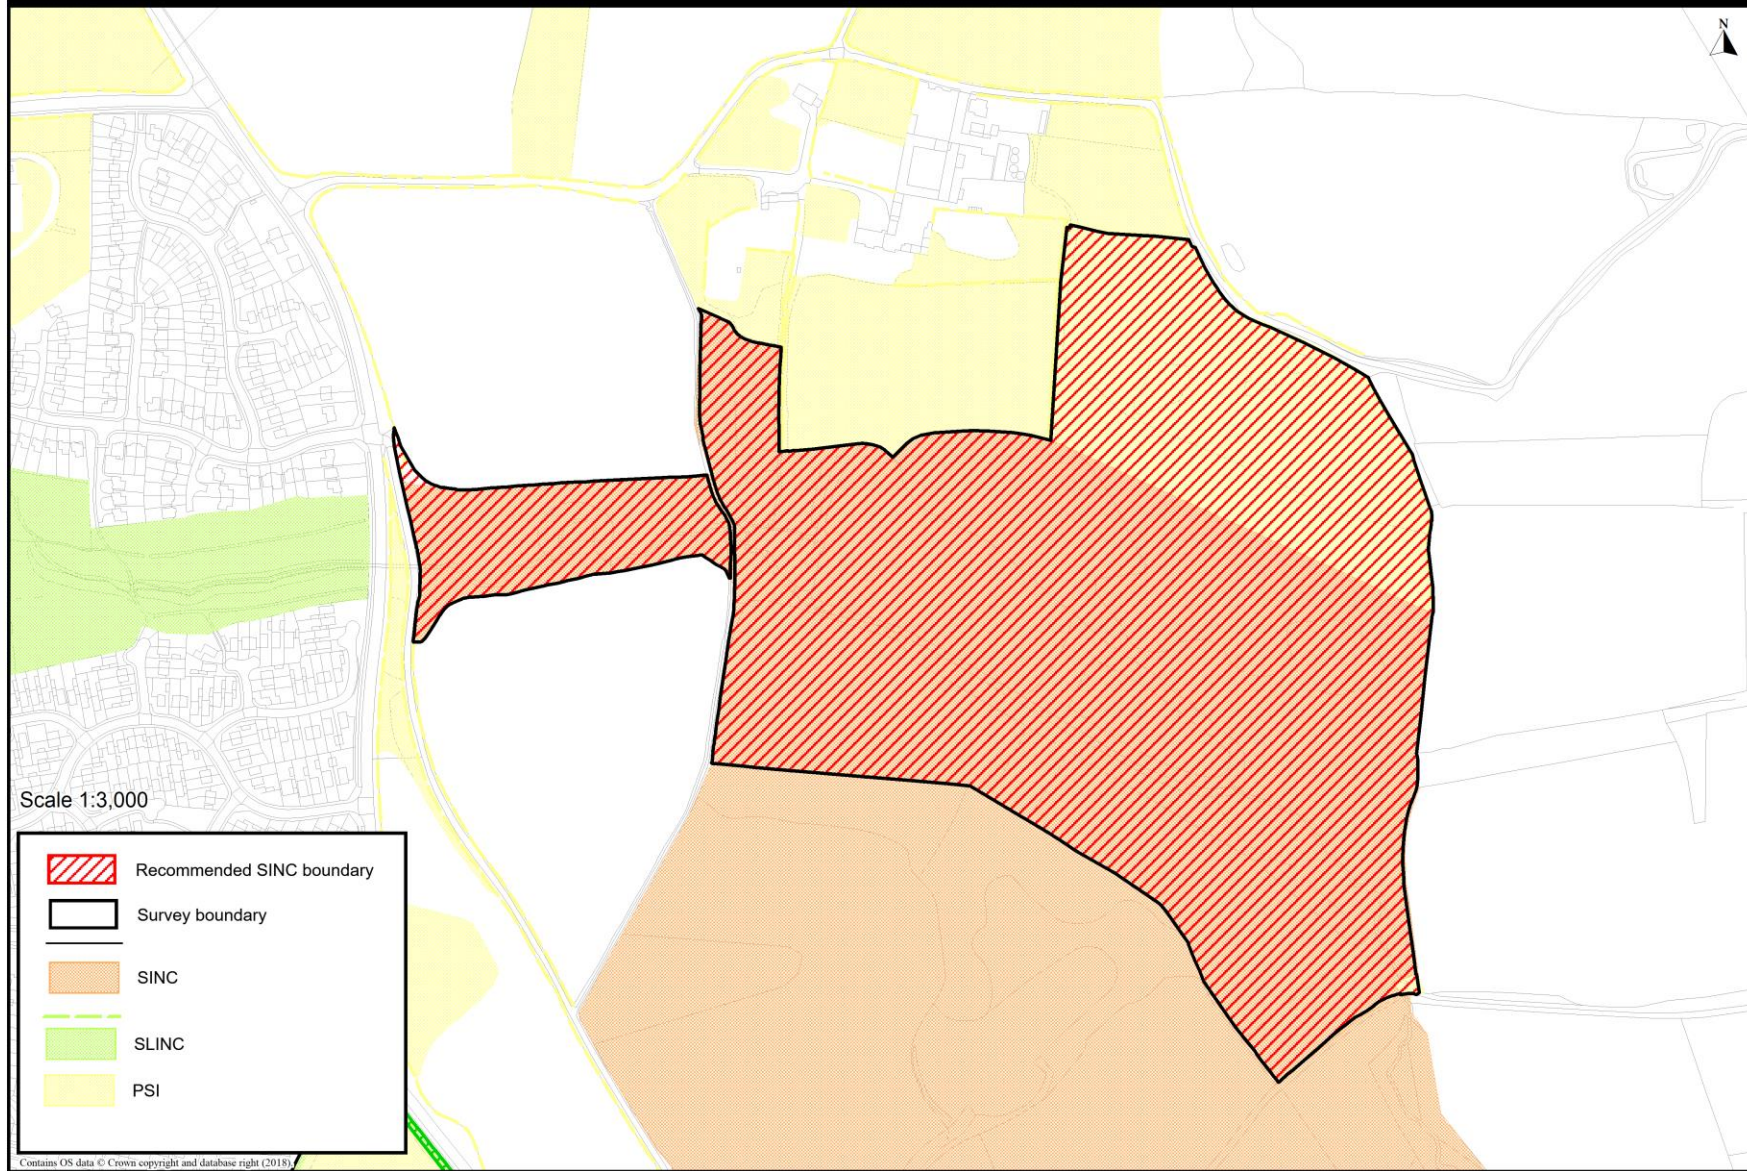 N
Scale 1:3,000
Recommended SINC boundary
Survey boundary
SINC
SLINC
PSI
Contains OS data © Crown copyright and database right (2018).